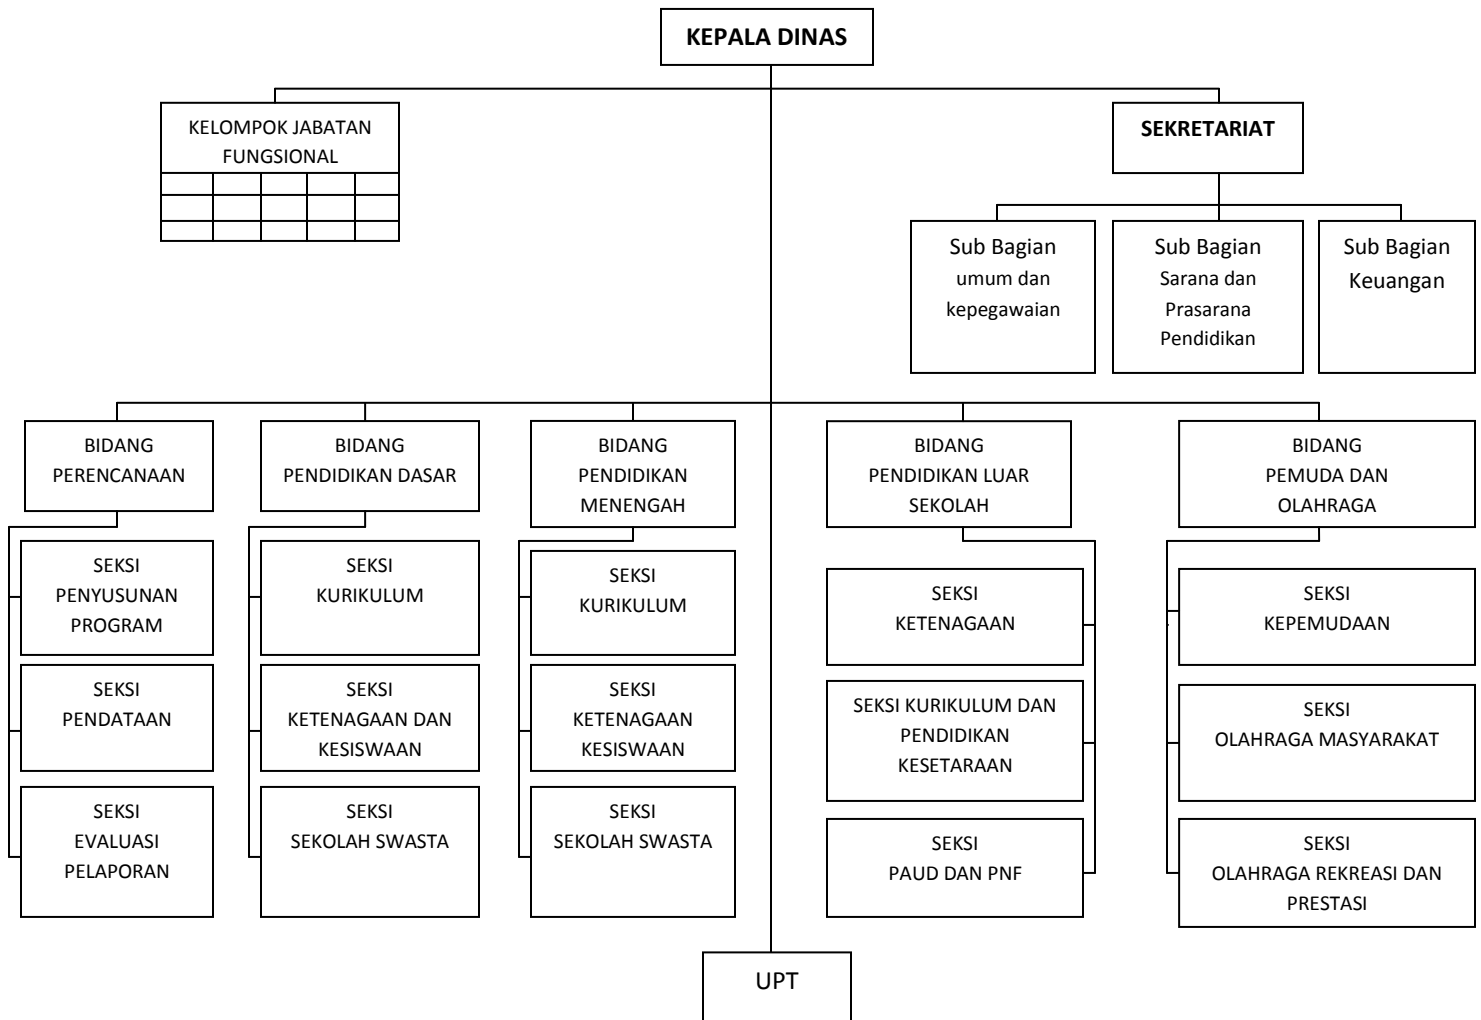 KEPALA DINAS
KELOMPOK JABATAN
FUNGSIONAL
SEKRETARIAT
Sub Bagian
umum dan
kepegawaian
Sub Bagian
Sarana dan
Prasarana
Pendidikan
Sub Bagian
Keuangan
BIDANG
PERENCANAAN
BIDANG
PENDIDIKAN DASAR
BIDANG
PENDIDIKAN
MENENGAH
BIDANG
PENDIDIKAN LUAR
SEKOLAH
BIDANG
PEMUDA DAN
OLAHRAGA
SEKSI
PENYUSUNAN
PROGRAM
SEKSI
KURIKULUM
SEKSI
KURIKULUM
SEKSI
KETENAGAAN
SEKSI
KEPEMUDAAN
SEKSI
PENDATAAN
SEKSI
KETENAGAAN DAN
KESISWAAN
SEKSI
KETENAGAAN
KESISWAAN
SEKSI KURIKULUM DAN
PENDIDIKAN
KESETARAAN
SEKSI
OLAHRAGA MASYARAKAT
SEKSI
EVALUASI
PELAPORAN
SEKSI
SEKOLAH SWASTA
SEKSI
SEKOLAH SWASTA
SEKSI
PAUD DAN PNF
SEKSI
OLAHRAGA REKREASI DAN
PRESTASI
UPT